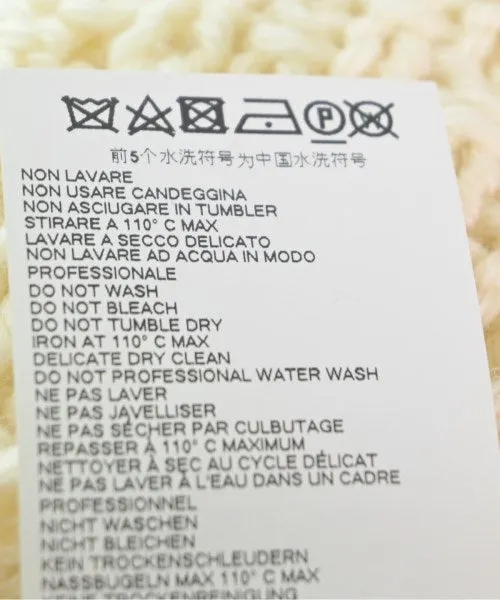 P W
前5个水洗符号为中国水洗符号
NON LAVARE
NON USARE CANDEGGINA
NON ASCIUGARE IN TUMBLER
STIRARE A 110° C MAX
LAVARE A SECCO DELICATO
NON LAVARE AD ACQUA IN MODO
PROFESSIONALE
DO NOT WASH
DO NOT BLEACH
DO NOT TUMBLE DRY
IRON AT 110° C MAX
DELICATE DRY CLEAN
DO NOT PROFESSIONAL WATER WASH
NE PAS LAVER
NE PAS JAVELLISER
NE PAS SÉCHER PAR CULBUTAGE
REPASSER À 110° C MAXIMUM
NETTOYER À SEC AU CYCLE DÉLICAT
NE PAS LAVER À L'EAU DANS UN CADRE
PROFESSIONNEL
NICHT WASCHEN
NICHT BLEICHEN
KEIN TROCKENSCHLEUDERN
NASSBÜGELN MAX 110° C MAX
KEINE TROCKENREINIGUNG